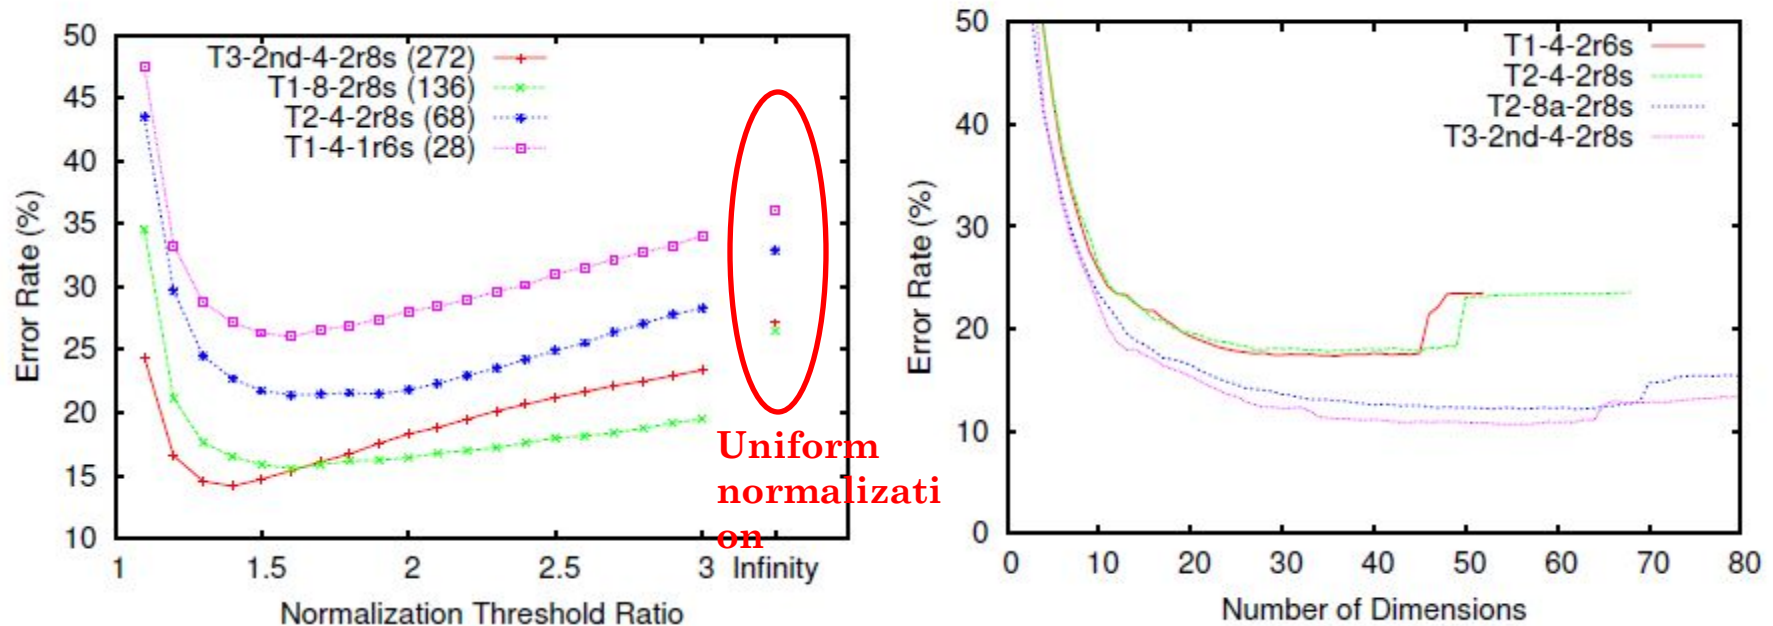 50
45
40
35
30
25
20
15
10
Error Rate (%)
T3-2nd-4-2r8s (272)
T1-8-2r8s (136)
T2-4-2r8s (68)
T1-4-1r6s (28)
1
1.5
2
2.5
3
Infinity
Normalization Threshold Ratio
Uniform
normalizati
on
50
40
30
20
10
0
Error Rate (%)
T1-4-2r6s
T2-4-2r8s
T2-8a-2r8s
T3-2nd-4-2r8s
0
10
20
30
40
50
60
70
80
Number of Dimensions